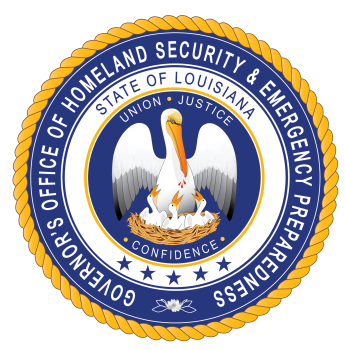 GOVERNOR'S OFFICE OF HOMELAND SECURITY & EMERGENCY PREPAREDNESS
STATE OF LOUISIANA
UNION • JUSTICE
• CONFIDENCE •